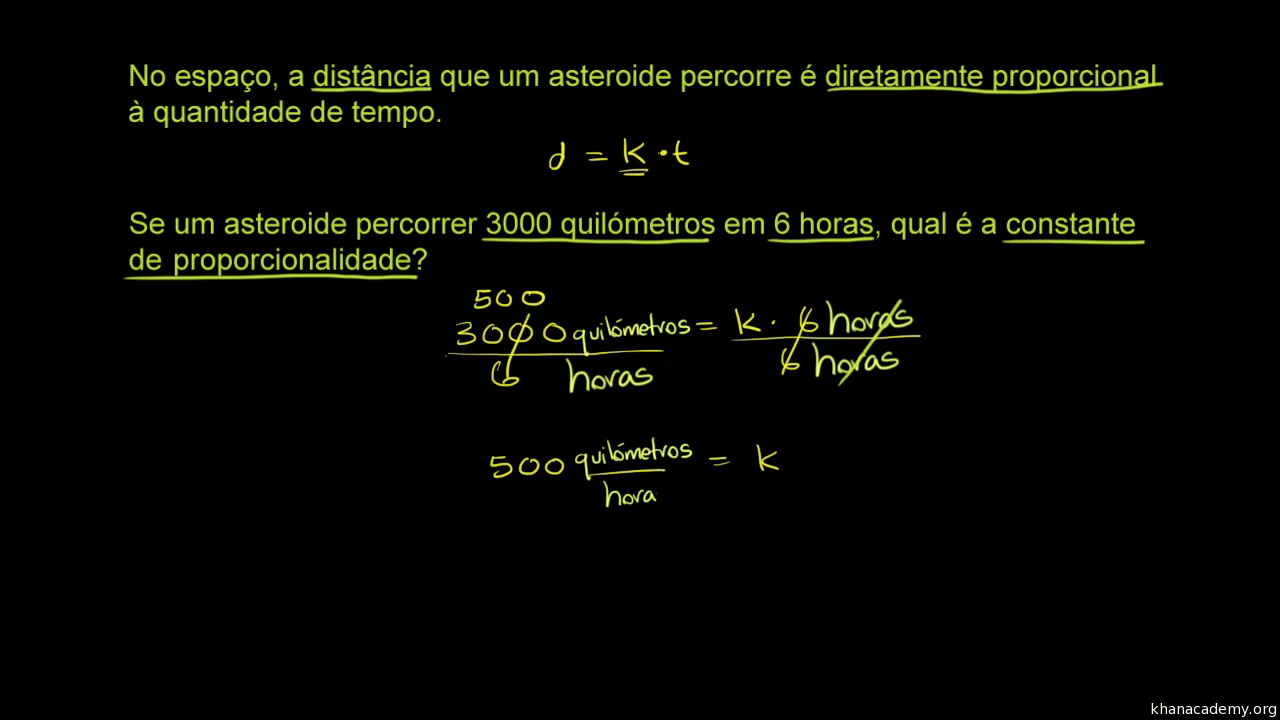 No espaço, a distância que um asteroide percorre é diretamente proporcional
à quantidade de tempo.
d = k · t
Se um asteroide percorrer 3000 quilómetros em 6 horas, qual é a constante
de proporcionalidade?
500
3000 quilómetros = k · 6 horas
6 horas 6 horas
500 quilómetros = k
hora
khanacademy.org